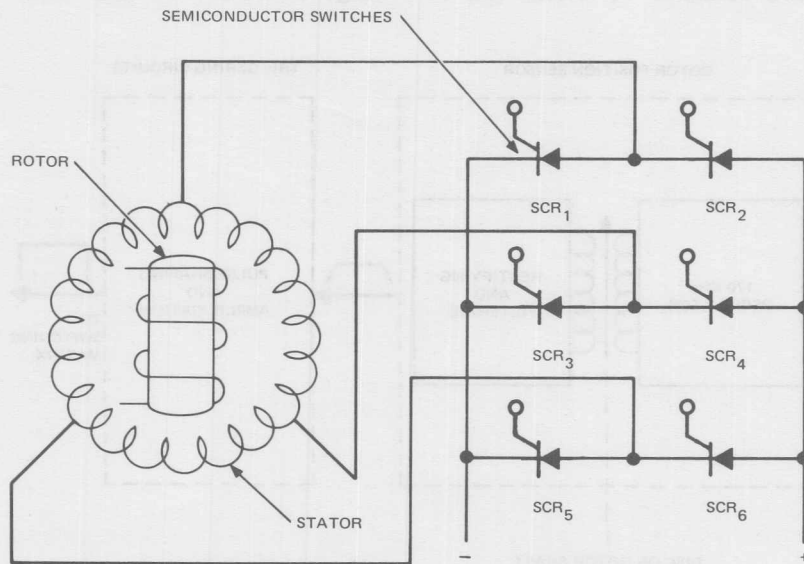 SEMICONDUCTOR SWITCHES
ROTOR
SCR1
SCR2
SCR3
SCR4
STATOR
SCR5
SCR6
− +